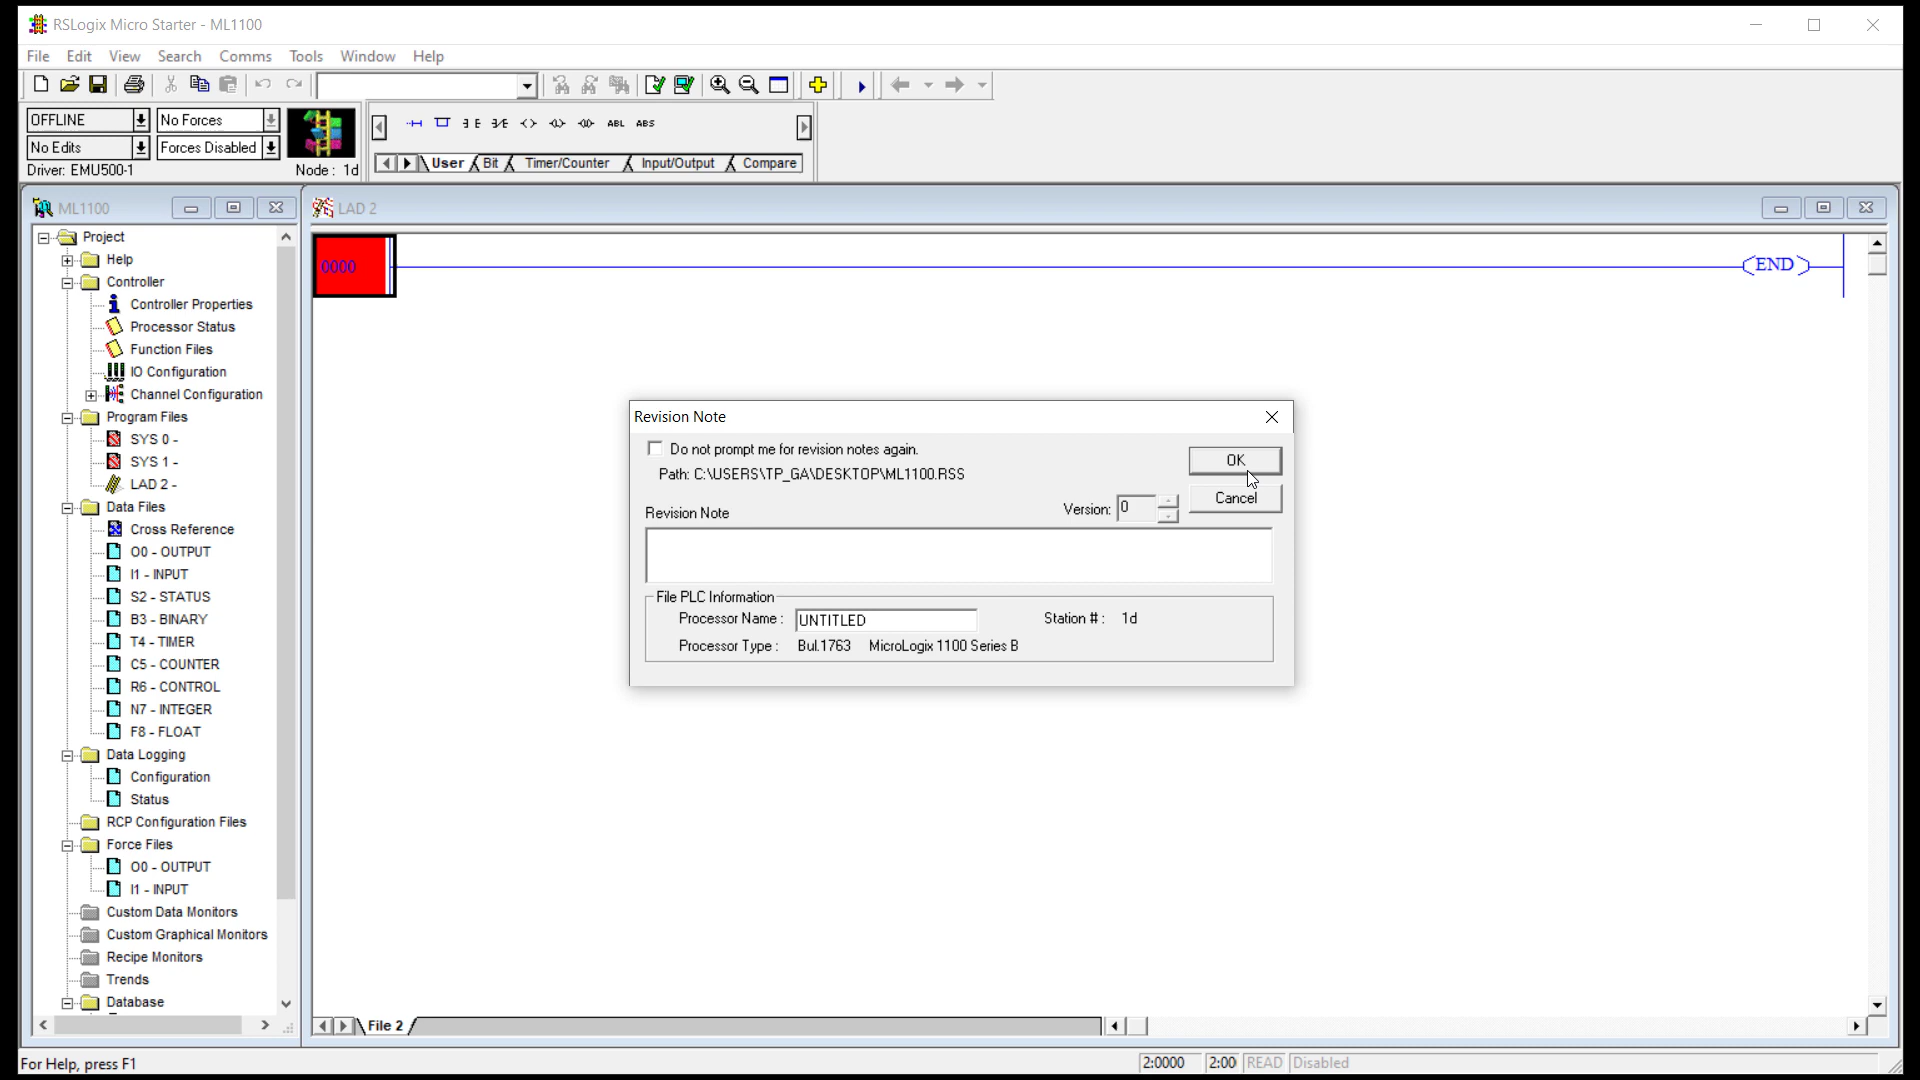 RSLogix Micro Starter - ML1100
File Edit View Search Comms Tools Window Help
OFFLINE No Forces
No Edits Forces Disabled
Driver: EMU500-1 Node : 1d
ABL ABS
User Bit Timer/Counter Input/Output Compare
ML1100
LAD 2
Project
Help
Controller
Controller Properties
Processor Status
Function Files
IO Configuration
Channel Configuration
Program Files
SYS 0 -
SYS 1 -
LAD 2 -
Data Files
Cross Reference
O0 - OUTPUT
I1 - INPUT
S2 - STATUS
B3 - BINARY
T4 - TIMER
C5 - COUNTER
R6 - CONTROL
N7 - INTEGER
F8 - FLOAT
Data Logging
Configuration
Status
RCP Configuration Files
Force Files
O0 - OUTPUT
I1 - INPUT
Custom Data Monitors
Custom Graphical Monitors
Recipe Monitors
Trends
Database
0000
END
Revision Note
Do not prompt me for revision notes again.
Path: C:\USERS\TP_GA\DESKTOP\ML1100.RSS
OK
Cancel
Version: 0
Revision Note
File PLC Information
Processor Name : UNTITLED Station # : 1d
Processor Type : Bul.1763 MicroLogix 1100 Series B
File 2
For Help, press F1
2:0000 2:00 READ Disabled